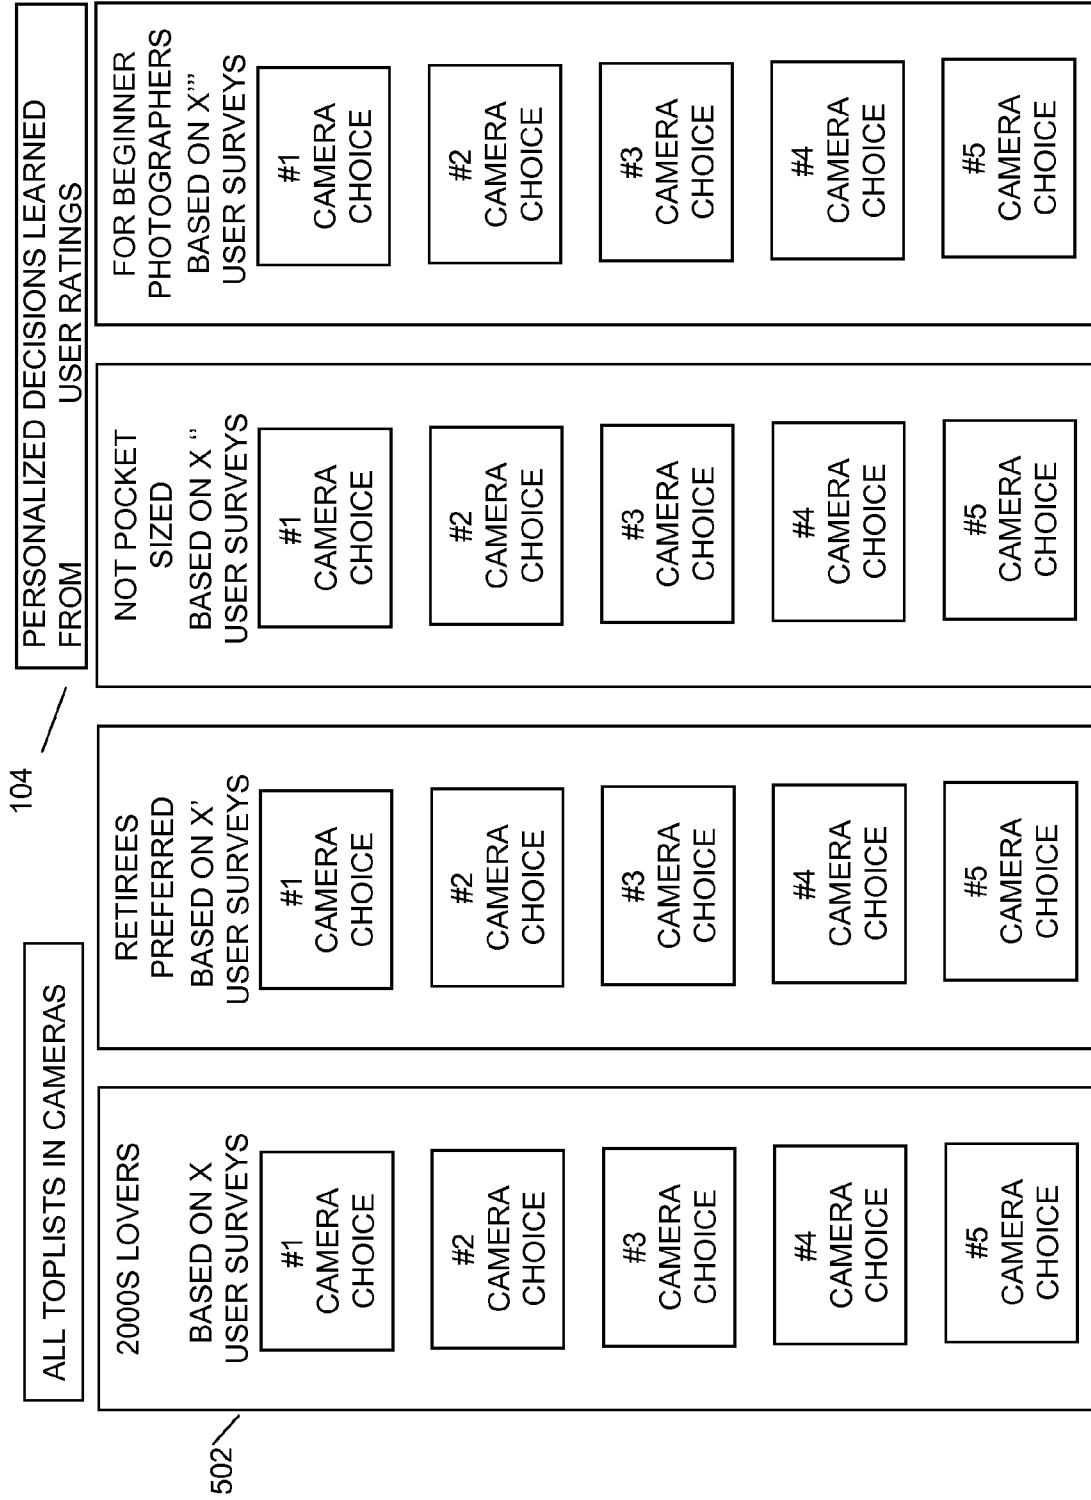 ALL TOPLISTS IN CAMERAS
104
PERSONALIZED DECISIONS LEARNED
FROM USER RATINGS
502
2000S LOVERS
BASED ON X
USER SURVEYS
#1
CAMERA
CHOICE
#2
CAMERA
CHOICE
#3
CAMERA
CHOICE
#4
CAMERA
CHOICE
#5
CAMERA
CHOICE
RETIREES
PREFERRED
BASED ON X'
USER SURVEYS
#1
CAMERA
CHOICE
#2
CAMERA
CHOICE
#3
CAMERA
CHOICE
#4
CAMERA
CHOICE
#5
CAMERA
CHOICE
NOT POCKET
SIZED
BASED ON X "
USER SURVEYS
#1
CAMERA
CHOICE
#2
CAMERA
CHOICE
#3
CAMERA
CHOICE
#4
CAMERA
CHOICE
#5
CAMERA
CHOICE
FOR BEGINNER
PHOTOGRAPHERS
BASED ON X'"
USER SURVEYS
#1
CAMERA
CHOICE
#2
CAMERA
CHOICE
#3
CAMERA
CHOICE
#4
CAMERA
CHOICE
#5
CAMERA
CHOICE